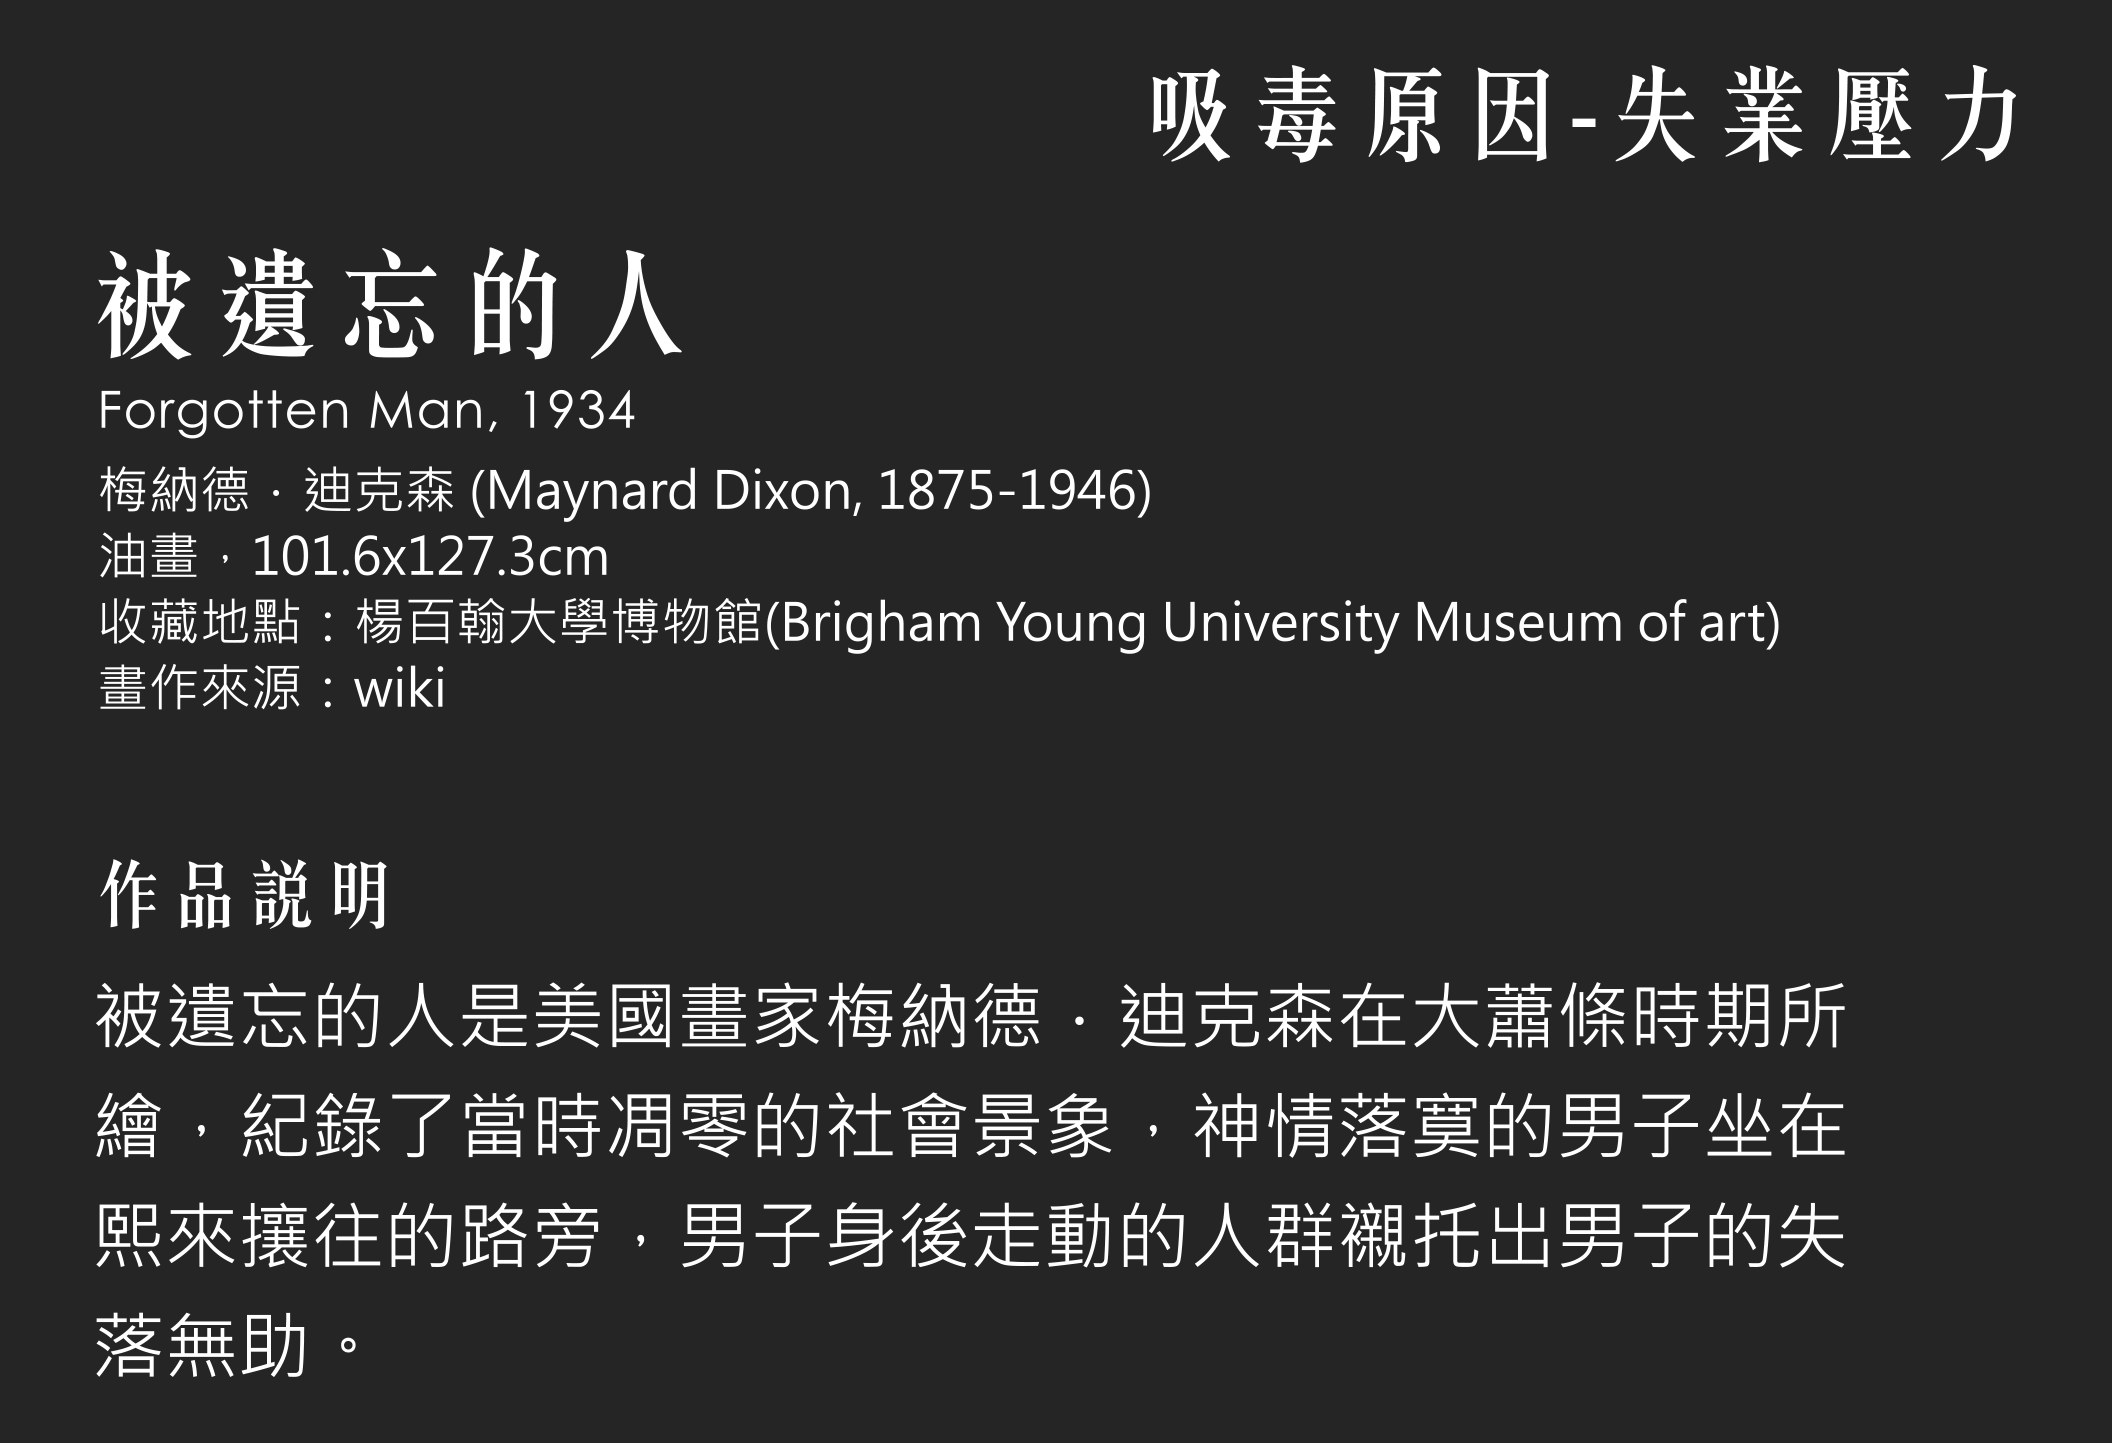 吸毒原因-失業壓力
被遺忘的人
Forgotten Man, 1934
梅納德．迪克森 (Maynard Dixon, 1875-1946)
油畫，101.6x127.3cm
收藏地點：楊百翰大學博物館(Brigham Young University Museum of art)
畫作來源：wiki
作品說明
被遺忘的人是美國畫家梅納德．迪克森在大蕭條時期所
繪，紀錄了當時凋零的社會景象，神情落寞的男子坐在
熙來攘往的路旁，男子身後走動的人群襯托出男子的失
落無助。